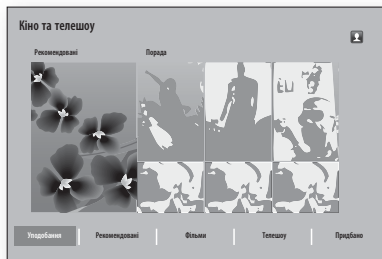 Кіно та телешоу
Рекомендовані Порада
Уподобання Рекомендовані Фільми Телешоу Придбано